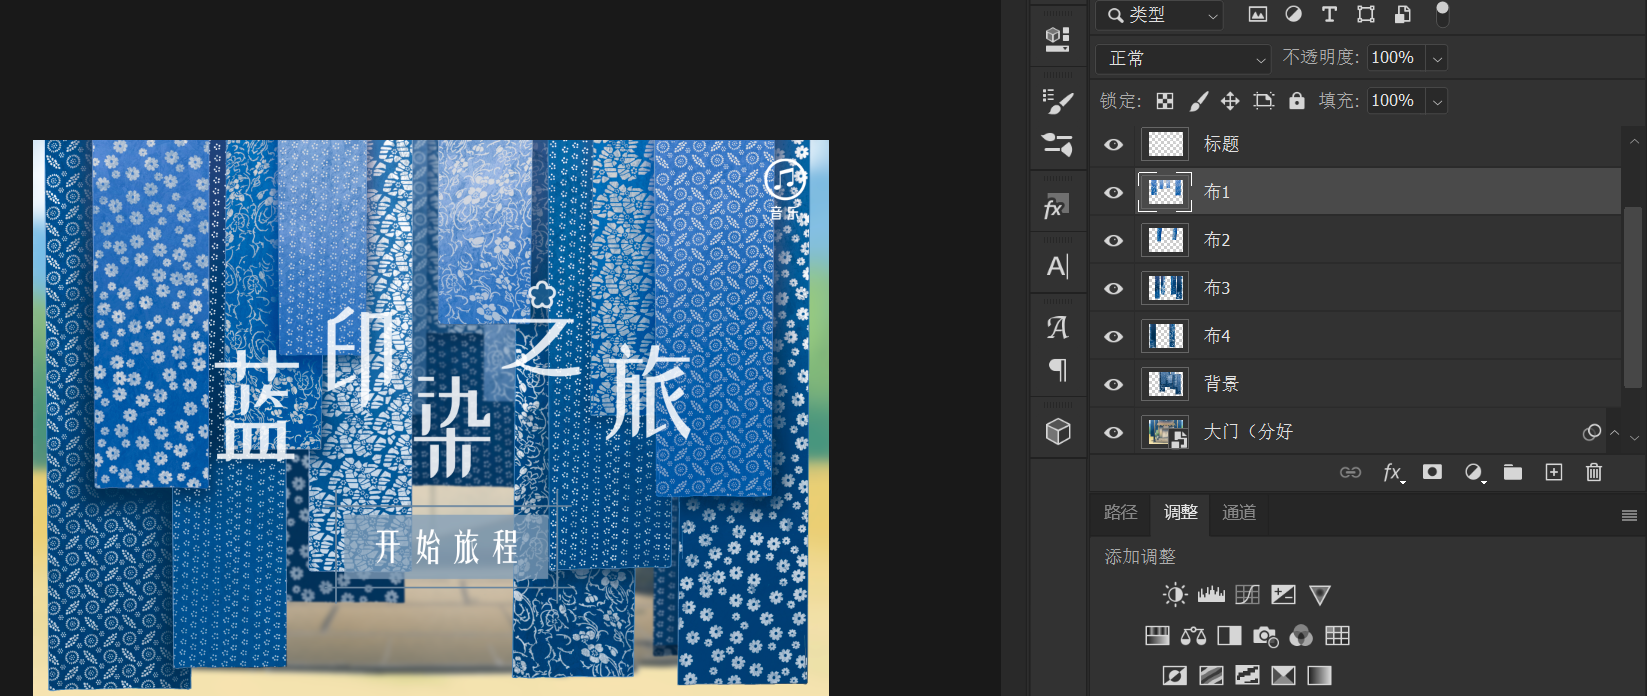 音乐
蓝印染之旅
开始旅程
类型
正常
不透明度: 100%
锁定:
填充: 100%
标题
布1
布2
布3
布4
背景
大门（分好
fx
路径 调整 通道
添加调整